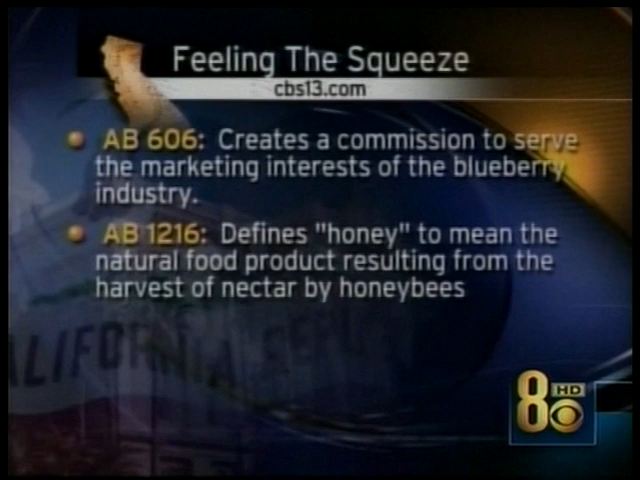 Feeling The Squeeze
cbs13.com
AB 606: Creates a commission to serve
the marketing interests of the blueberry
industry.
AB 1216: Defines "honey" to mean the
natural food product resulting from the
harvest of nectar by honeybees
ALIFORNIA REPU
8 HD